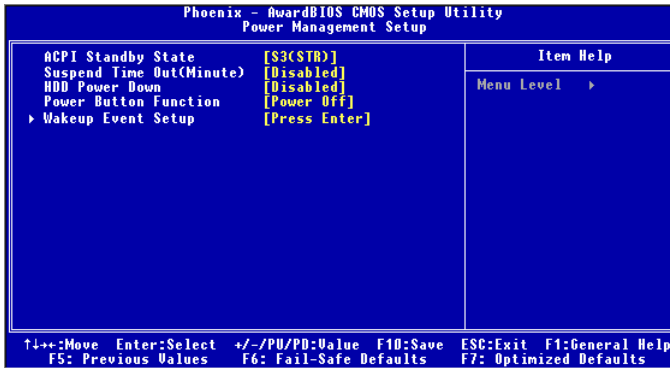 Phoenix - AwardBIOS CMOS Setup Utility
Power Management Setup
ACPI Standby State [S3(STR)]
Suspend Time Out(Minute) [Disabled]
HDD Power Down [Disabled]
Power Button Function [Power Off]
▸ Wakeup Event Setup [Press Enter]
Item Help
Menu Level ▸
↑↓→←:Move Enter:Select +/-/PU/PD:Value F10:Save ESC:Exit F1:General Help
F5: Previous Values F6: Fail-Safe Defaults F7: Optimized Defaults